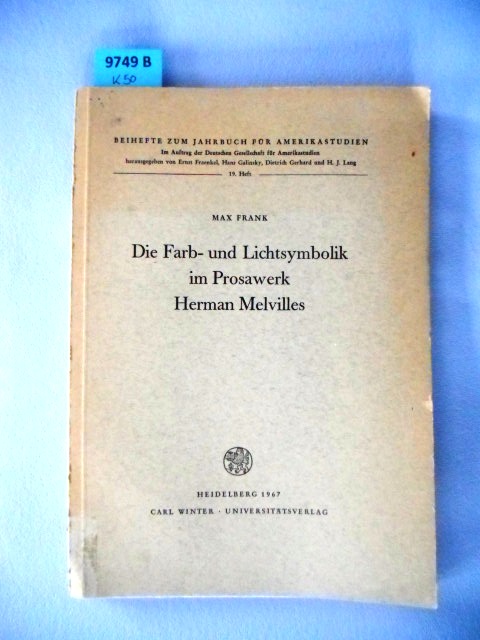 9749 B
K 50
BEIHEFTE ZUM JAHRBUCH FÜR AMERIKASTUDIEN
Im Auftrag der Deutschen Gesellschaft für Amerikastudien
herausgegeben von Ernst Fraenkel, Hans Galinsky, Dietrich Gerhard und H. J. Lang
19. Heft
MAX FRANK
Die Farb- und Lichtsymbolik
im Prosawerk
Herman Melvilles
HEIDELBERG 1967
CARL WINTER · UNIVERSITÄTSVERLAG